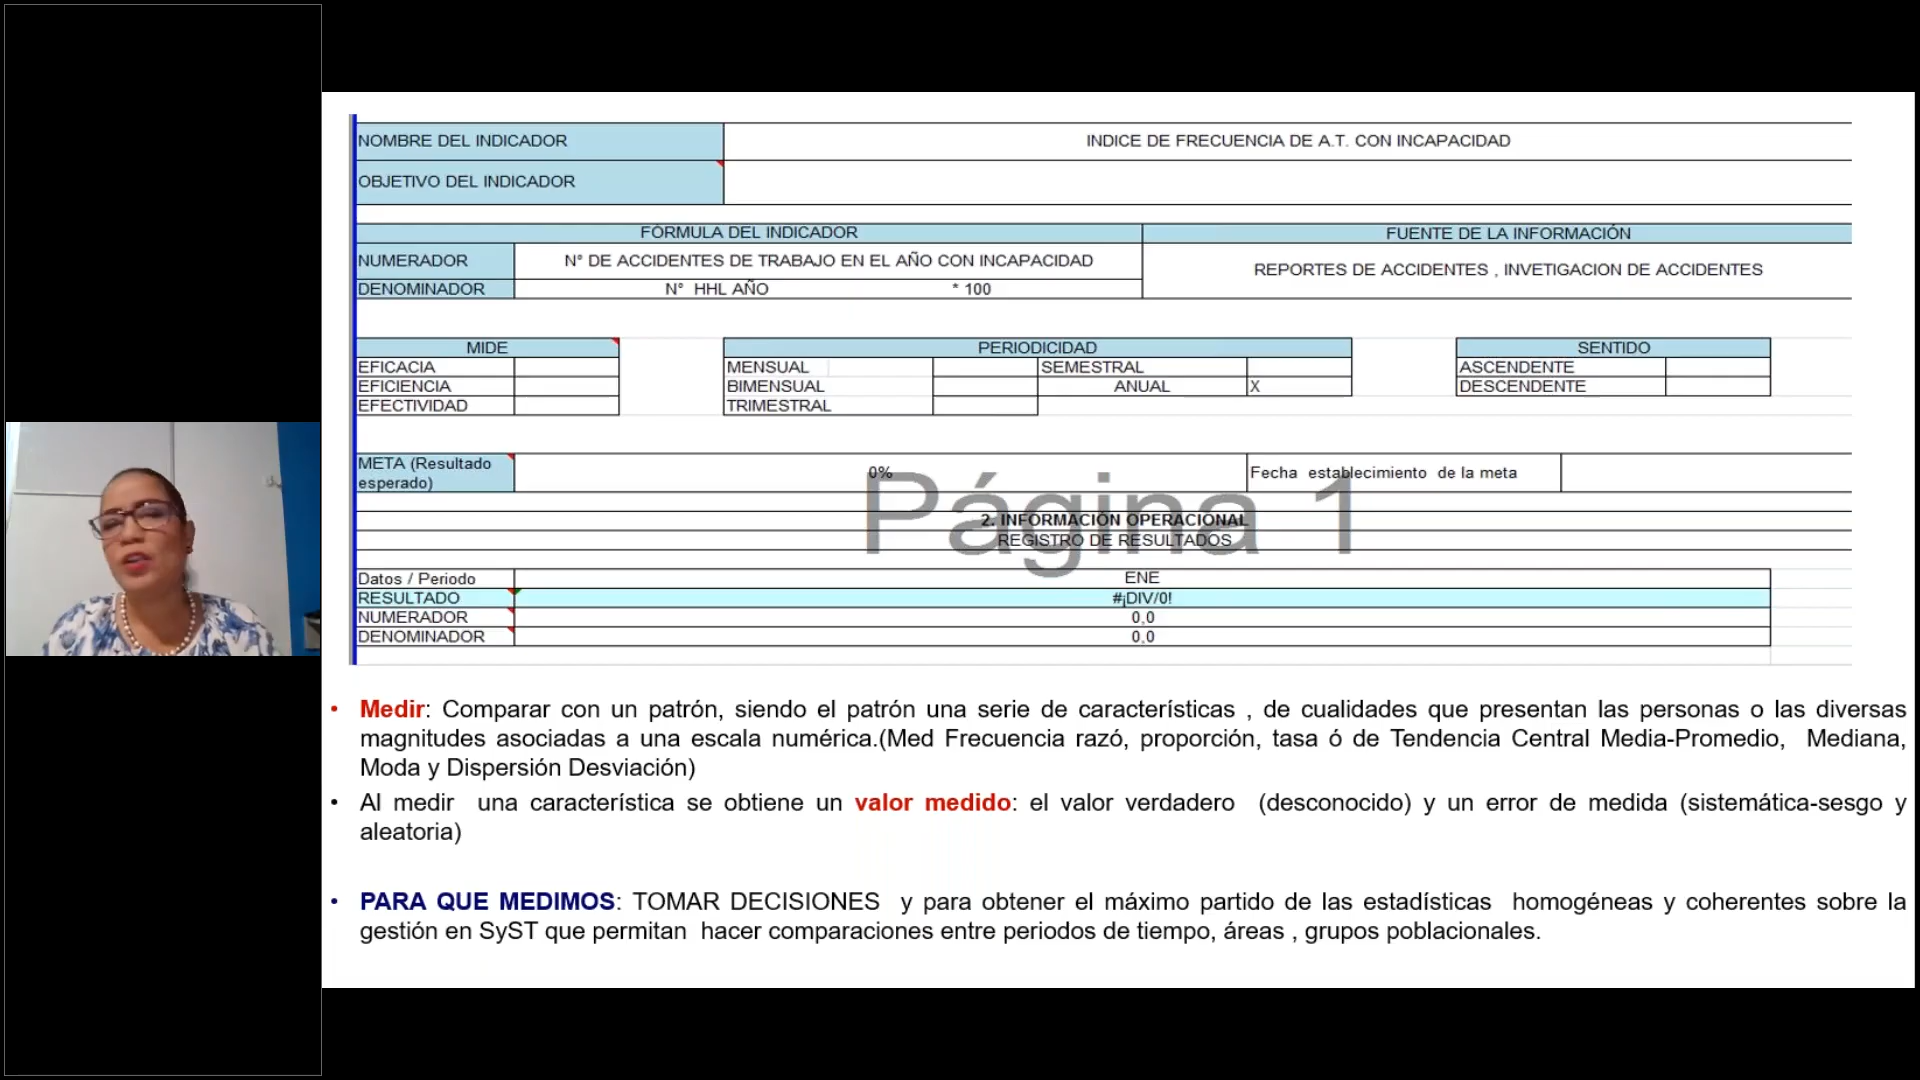 NOMBRE DEL INDICADOR INDICE DE FRECUENCIA DE A.T. CON INCAPACIDAD
OBJETIVO DEL INDICADOR
FÓRMULA DEL INDICADOR FUENTE DE LA INFORMACIÓN
NUMERADOR N° DE ACCIDENTES DE TRABAJO EN EL AÑO CON INCAPACIDAD REPORTES DE ACCIDENTES , INVETIGACION DE ACCIDENTES
DENOMINADOR N° HHL AÑO * 100
MIDE PERIODICIDAD SENTIDO
EFICACIA MENSUAL SEMESTRAL ASCENDENTE
EFICIENCIA BIMENSUAL ANUAL X DESCENDENTE
EFECTIVIDAD TRIMESTRAL
META (Resultado esperado) 0% Fecha establecimiento de la meta
Página 1
2. INFORMACIÓN OPERACIONAL
REGISTRO DE RESULTADOS
Datos / Periodo ENE
RESULTADO #¡DIV/0!
NUMERADOR 0,0
DENOMINADOR 0,0
• Medir: Comparar con un patrón, siendo el patrón una serie de características , de cualidades que presentan las personas o las diversas
magnitudes asociadas a una escala numérica.(Med Frecuencia razó, proporción, tasa ó de Tendencia Central Media-Promedio, Mediana,
Moda y Dispersión Desviación)
• Al medir una característica se obtiene un valor medido: el valor verdadero (desconocido) y un error de medida (sistemática-sesgo y
aleatoria)
• PARA QUE MEDIMOS: TOMAR DECISIONES y para obtener el máximo partido de las estadísticas homogéneas y coherentes sobre la
gestión en SyST que permitan hacer comparaciones entre periodos de tiempo, áreas , grupos poblacionales.